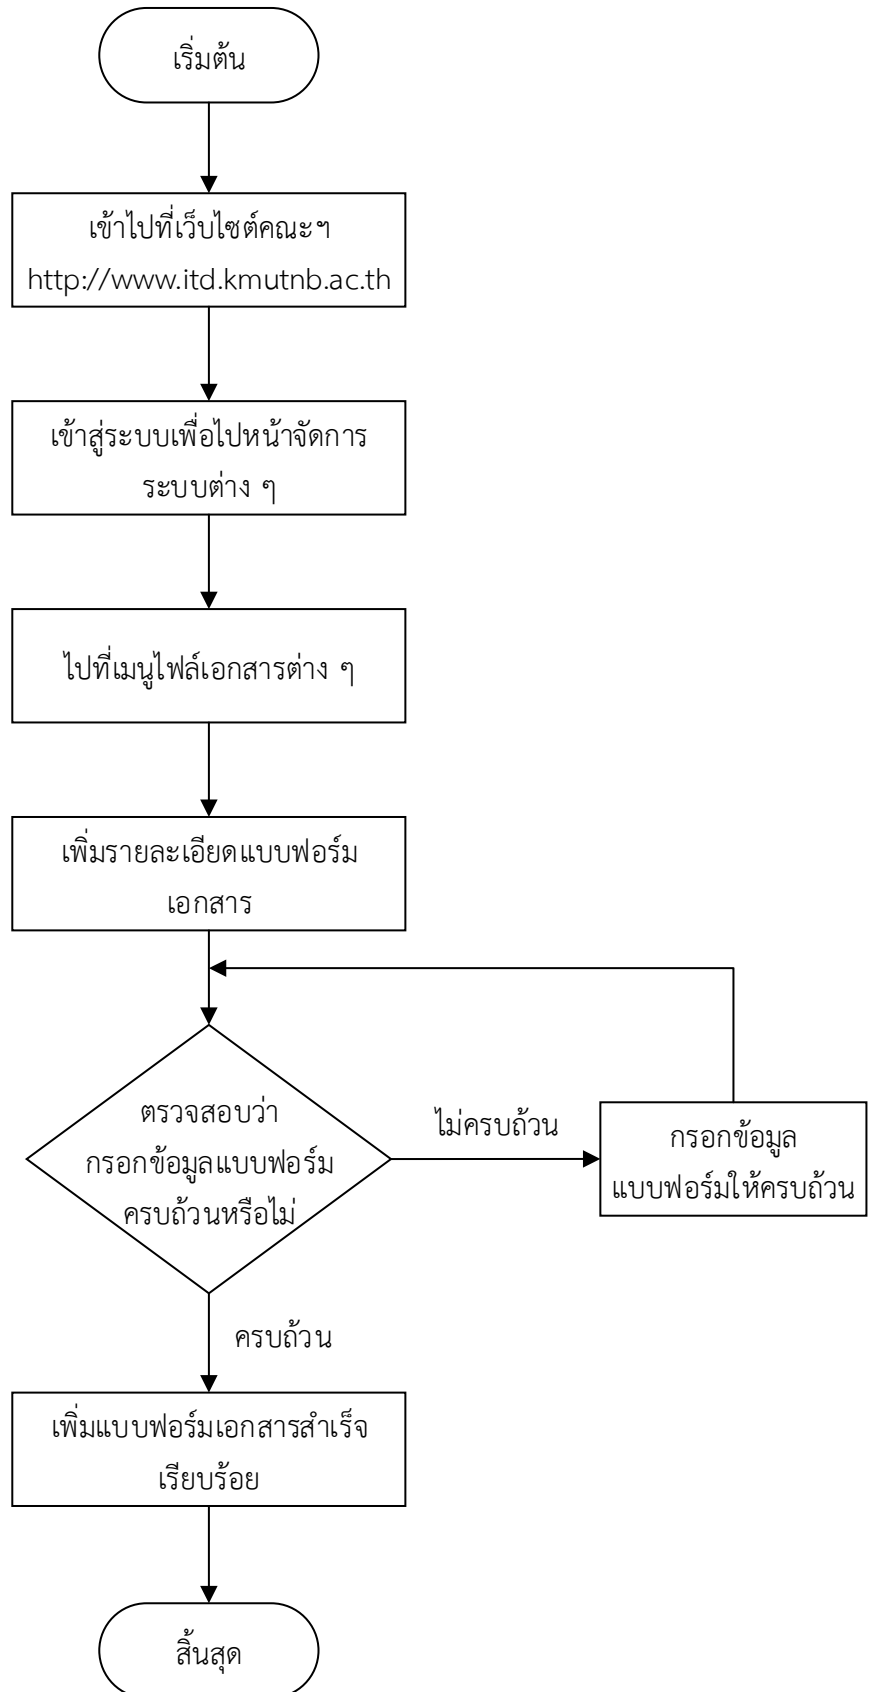 เริ่มต้น
เข้าไปที่เว็บไซต์คณะฯ
http://www.itd.kmutnb.ac.th
เข้าสู่ระบบเพื่อไปหน้าจัดการ
ระบบต่าง ๆ
ไปที่เมนูไฟล์เอกสารต่าง ๆ
เพิ่มรายละเอียดแบบฟอร์ม
เอกสาร
ตรวจสอบว่า
กรอกข้อมูลแบบฟอร์ม
ครบถ้วนหรือไม่
ไม่ครบถ้วน
กรอกข้อมูล
แบบฟอร์มให้ครบถ้วน
ครบถ้วน
เพิ่มแบบฟอร์มเอกสารสำเร็จ
เรียบร้อย
สิ้นสุด